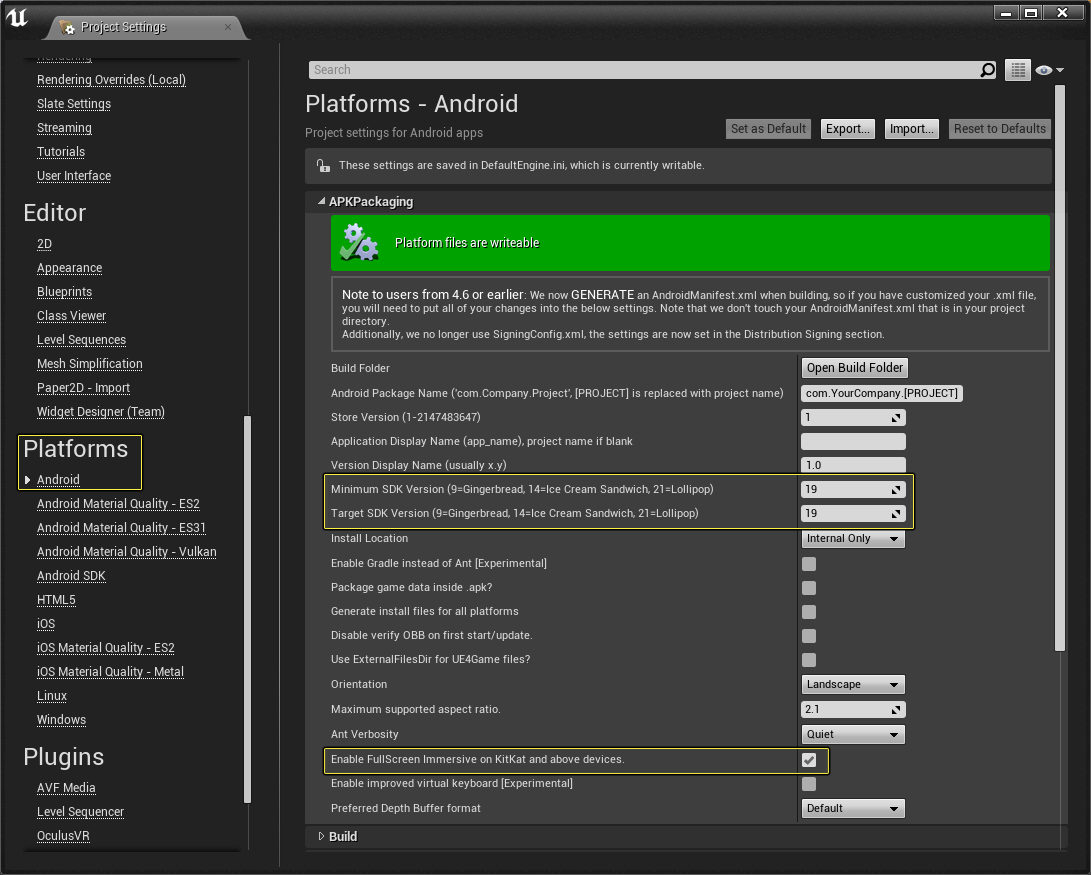 Project Settings
Rendering
Rendering Overrides (Local)
Slate Settings
Streaming
Tutorials
User Interface
Editor
2D
Appearance
Blueprints
Class Viewer
Level Sequences
Mesh Simplification
Paper2D - Import
Widget Designer (Team)
Platforms
Android
Android Material Quality - ES2
Android Material Quality - ES31
Android Material Quality - Vulkan
Android SDK
HTML5
iOS
iOS Material Quality - ES2
iOS Material Quality - Metal
Linux
Windows
Plugins
AVF Media
Level Sequencer
OculusVR
Search
Platforms - Android
Project settings for Android apps
Set as Default
Export...
Import...
Reset to Defaults
These settings are saved in DefaultEngine.ini, which is currently writable.
APKPackaging
Platform files are writeable
Note to users from 4.6 or earlier: We now GENERATE an AndroidManifest.xml when building, so if you have customized your .xml file,
you will need to put all of your changes into the below settings. Note that we don't touch your AndroidManifest.xml that is in your project
directory.
Additionally, we no longer use SigningConfig.xml, the settings are now set in the Distribution Signing section.
Build Folder Open Build Folder
Android Package Name ('com.Company.Project', [PROJECT] is replaced with project name) com.YourCompany.[PROJECT]
Store Version (1-2147483647) 1
Application Display Name (app_name), project name if blank
Version Display Name (usually x.y) 1.0
Minimum SDK Version (9=Gingerbread, 14=Ice Cream Sandwich, 21=Lollipop) 19
Target SDK Version (9=Gingerbread, 14=Ice Cream Sandwich, 21=Lollipop) 19
Install Location Internal Only
Enable Gradle instead of Ant [Experimental]
Package game data inside .apk?
Generate install files for all platforms
Disable verify OBB on first start/update.
Use ExternalFilesDir for UE4Game files?
Orientation Landscape
Maximum supported aspect ratio. 2.1
Ant Verbosity Quiet
Enable FullScreen Immersive on KitKat and above devices.
Enable improved virtual keyboard [Experimental]
Preferred Depth Buffer format Default
Build